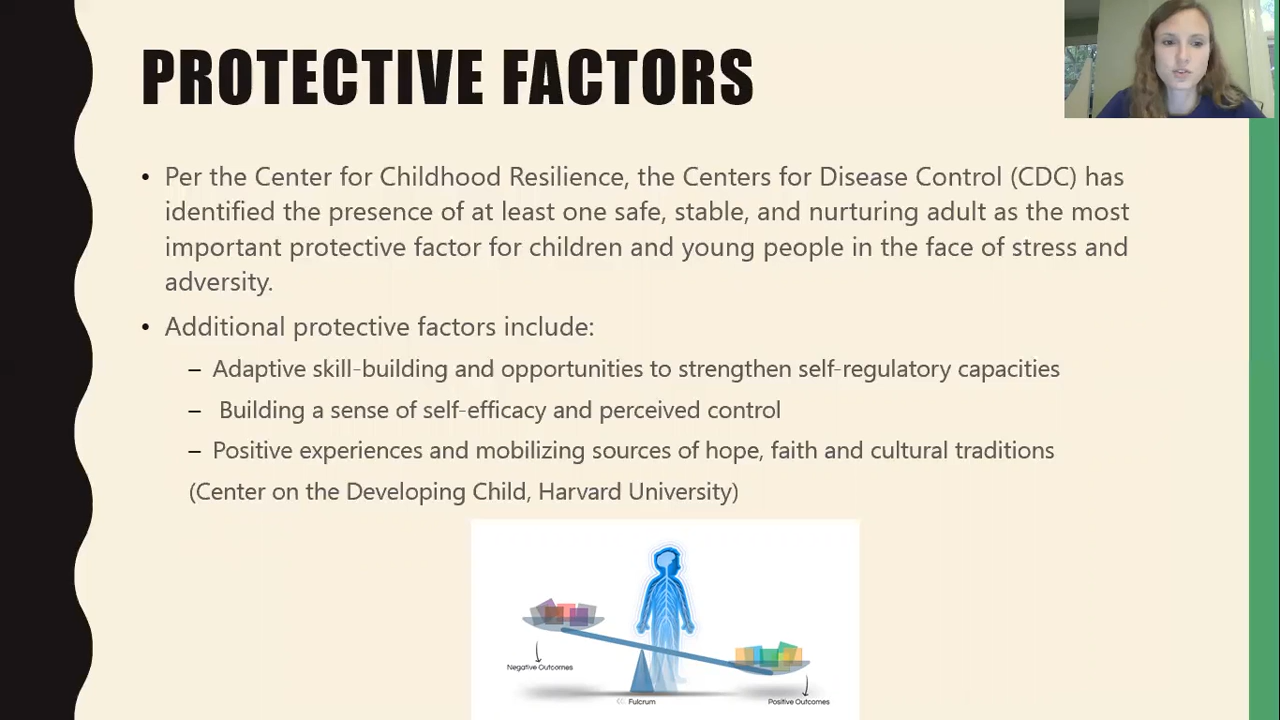 PROTECTIVE FACTORS
• Per the Center for Childhood Resilience, the Centers for Disease Control (CDC) has
identified the presence of at least one safe, stable, and nurturing adult as the most
important protective factor for children and young people in the face of stress and
adversity.
• Additional protective factors include:
– Adaptive skill-building and opportunities to strengthen self-regulatory capacities
– Building a sense of self-efficacy and perceived control
– Positive experiences and mobilizing sources of hope, faith and cultural traditions
(Center on the Developing Child, Harvard University)
Negative Outcomes
Fulcrum
Positive Outcomes